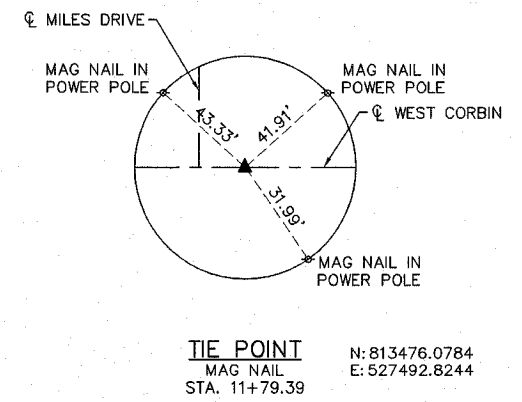 ℄ MILES DRIVE
MAG NAIL IN
POWER POLE
MAG NAIL IN
POWER POLE
℄ WEST CORBIN
43.33'
41.91'
31.99'
MAG NAIL IN
POWER POLE
TIE POINT
MAG NAIL
STA. 11+79.39
N: 813476.0784
E: 527492.8244